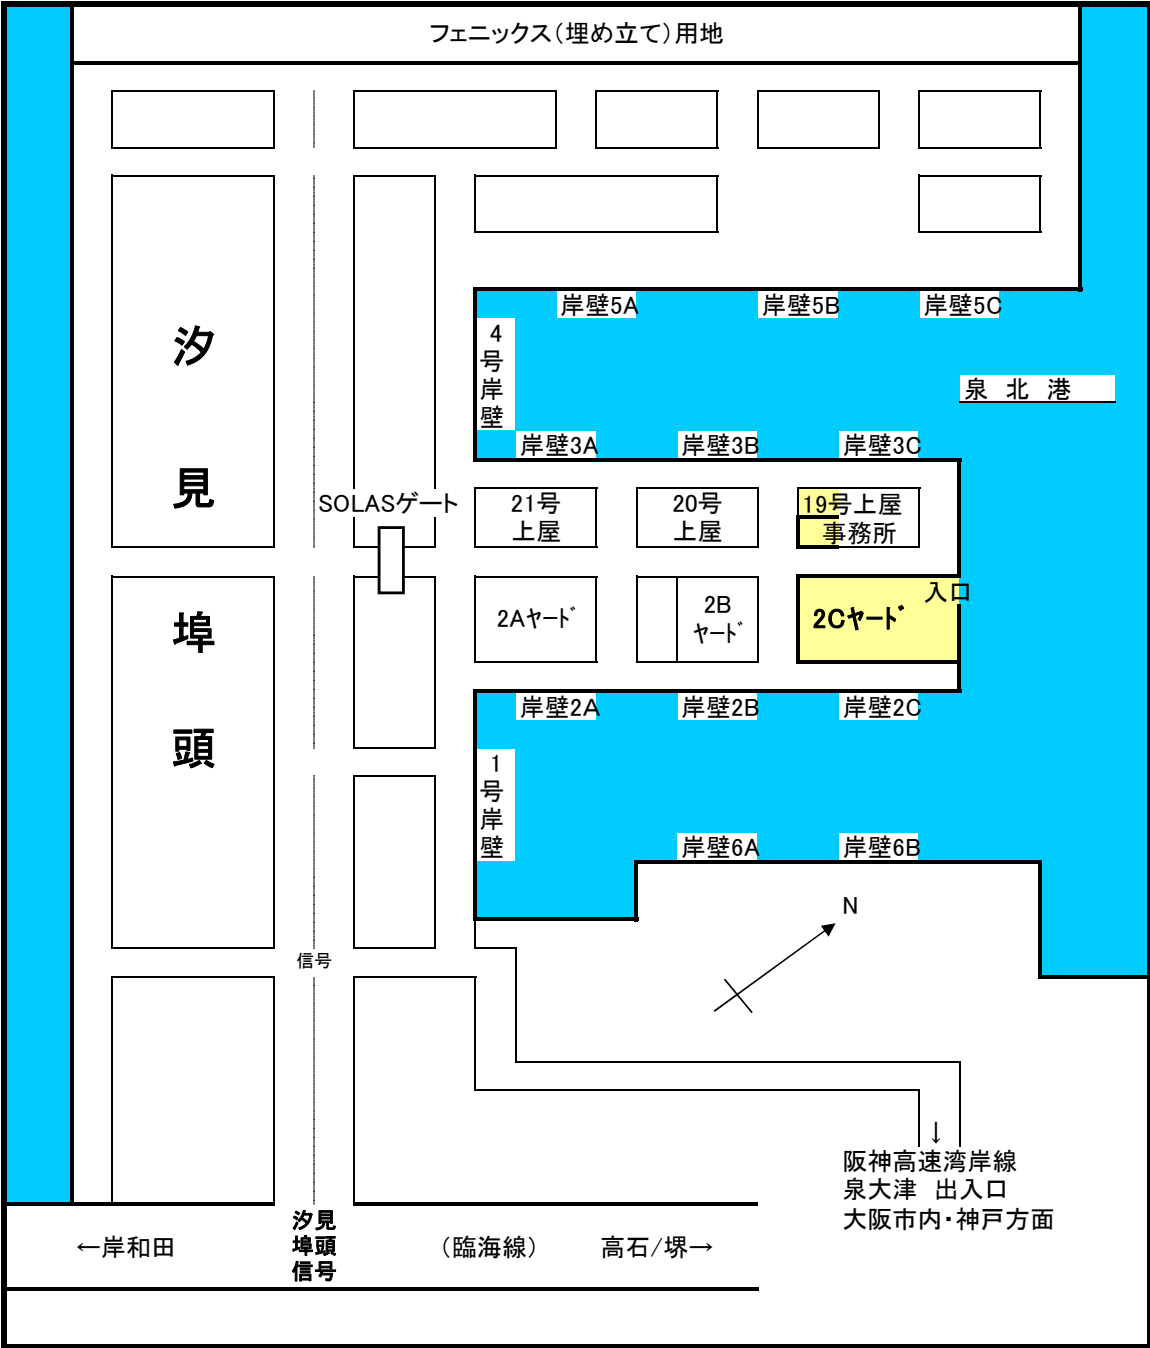 フェニックス（埋め立て）用地
岸壁5A
岸壁5B
岸壁5C
4
号
岸
壁
汐
見
埠
頭
泉 北 港
岸壁3A
岸壁3B
岸壁3C
SOLASゲート
21号
上屋
20号
上屋
19号上屋
事務所
2Aﾔｰﾄﾞ
2B
ﾔｰﾄﾞ
2Cﾔｰﾄﾞ
入口
岸壁2A
岸壁2B
岸壁2C
1
号
岸
壁
岸壁6A
岸壁6B
N
信号
↓
阪神高速湾岸線
泉大津 出入口
大阪市内・神戸方面
汐見
埠頭
信号
←岸和田
（臨海線）
高石/堺→